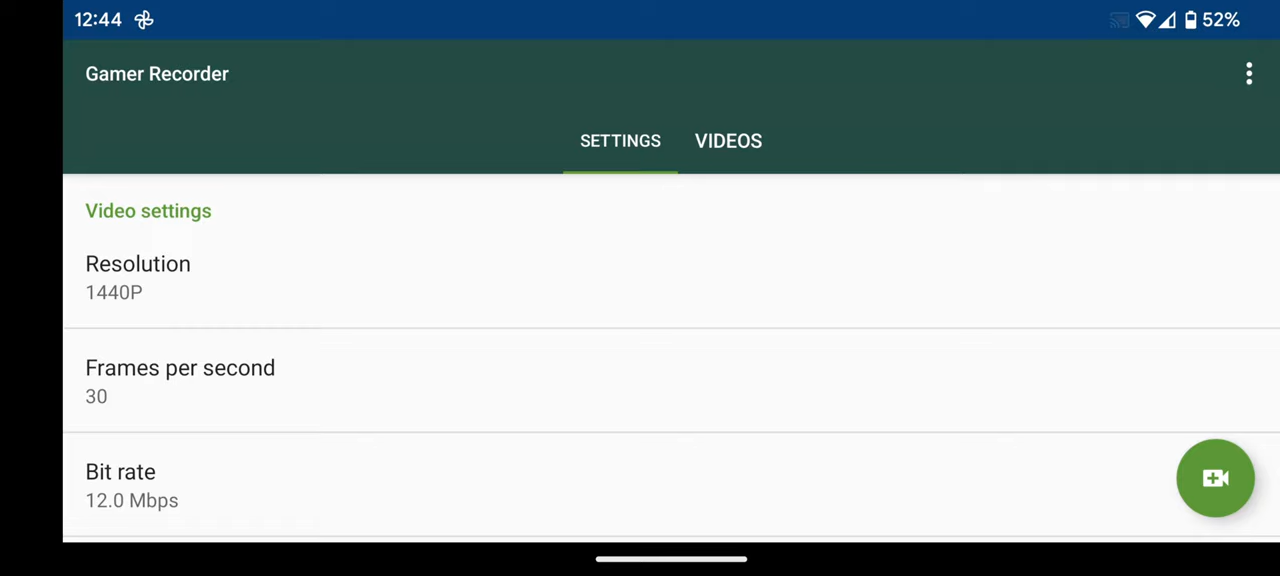 12:44 52%
Gamer Recorder
SETTINGS VIDEOS
Video settings
Resolution
1440P
Frames per second
30
Bit rate
12.0 Mbps